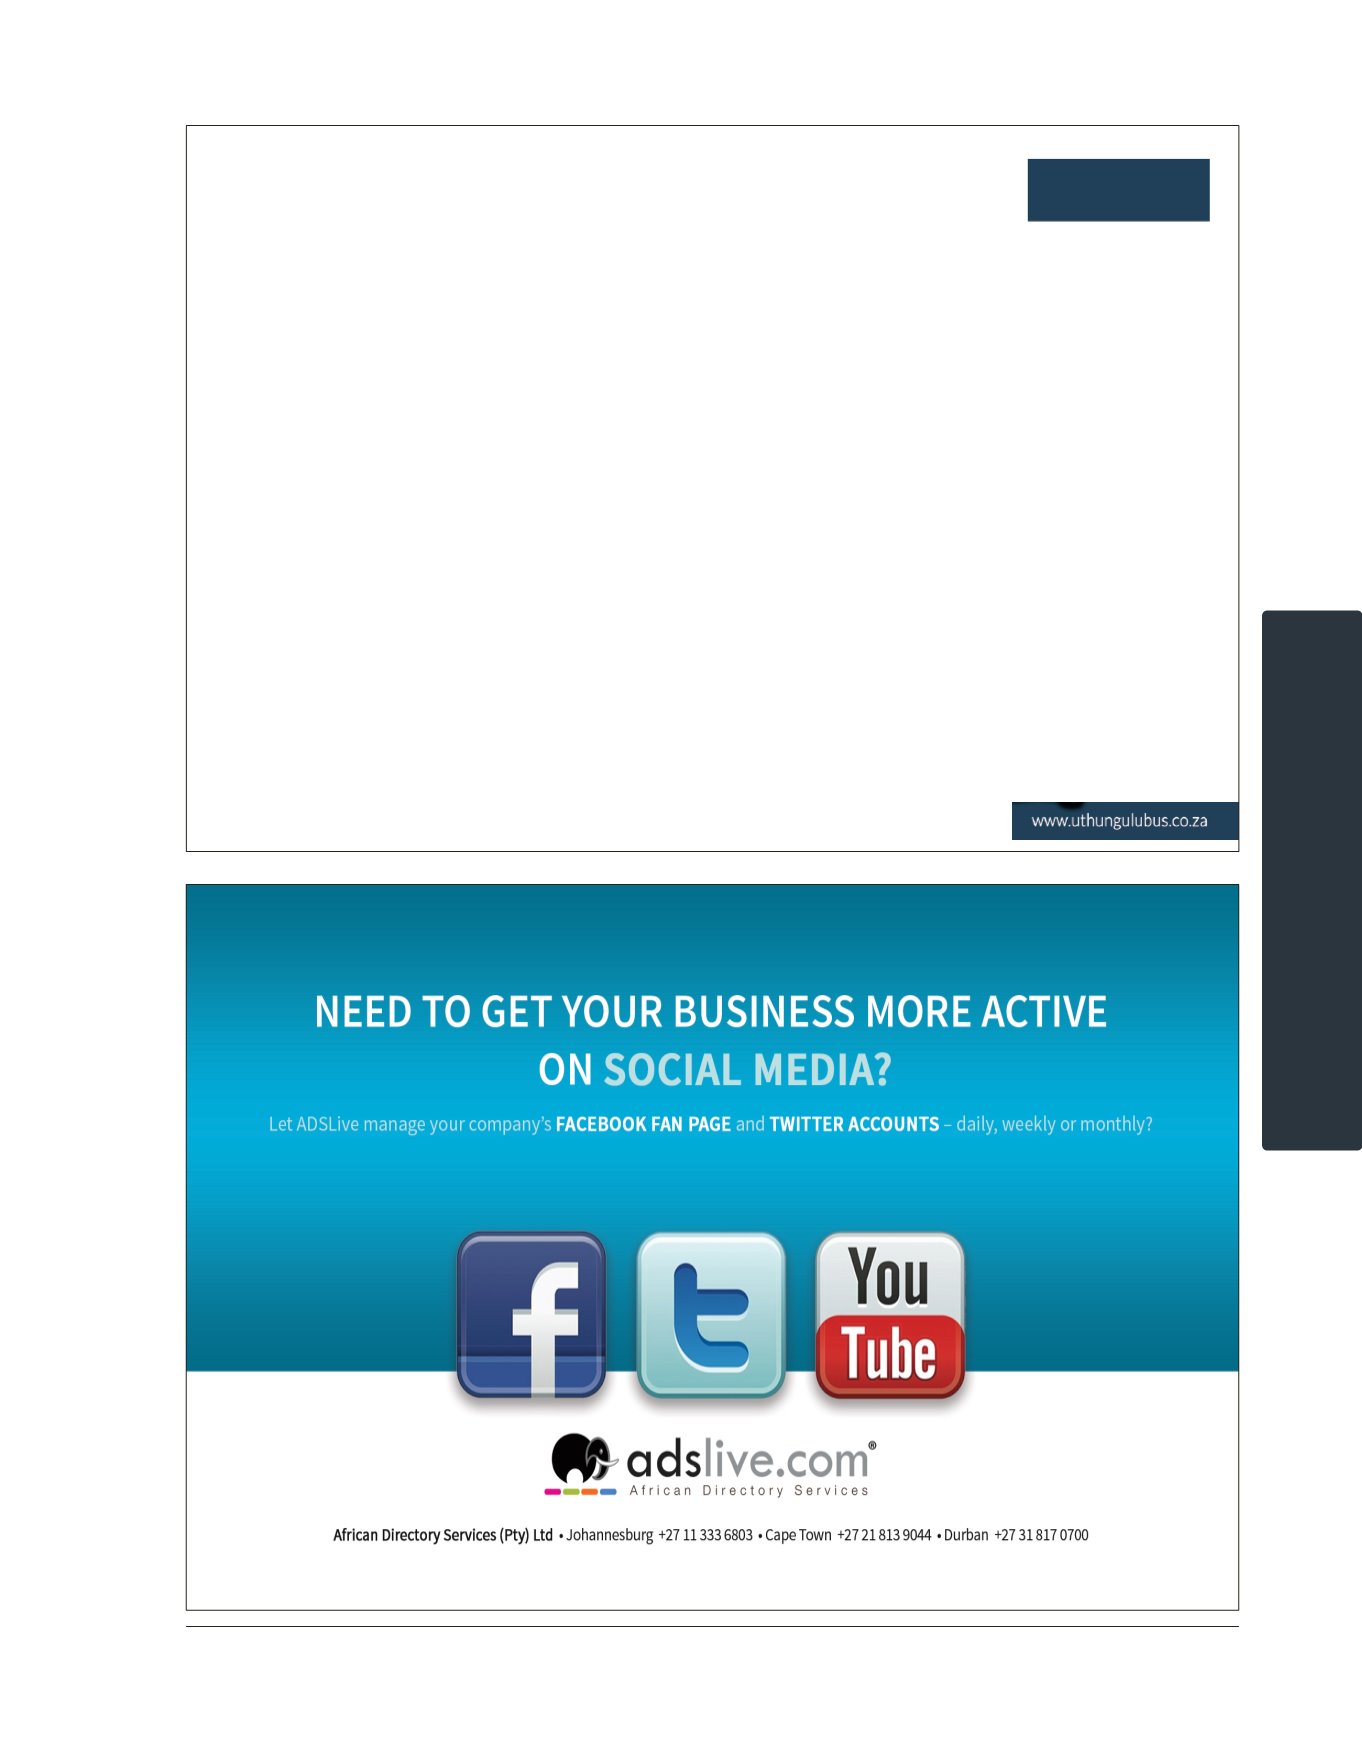 www.uthungulubus.co.za
NEED TO GET YOUR BUSINESS MORE ACTIVE
ON SOCIAL MEDIA?
Let ADSLive manage your company’s FACEBOOK FAN PAGE and TWITTER ACCOUNTS – daily, weekly or monthly?
f
t
You
Tube
adslive.com®
African Directory Services
African Directory Services (Pty) Ltd • Johannesburg +27 11 333 6803 • Cape Town +27 21 813 9044 • Durban +27 31 817 0700